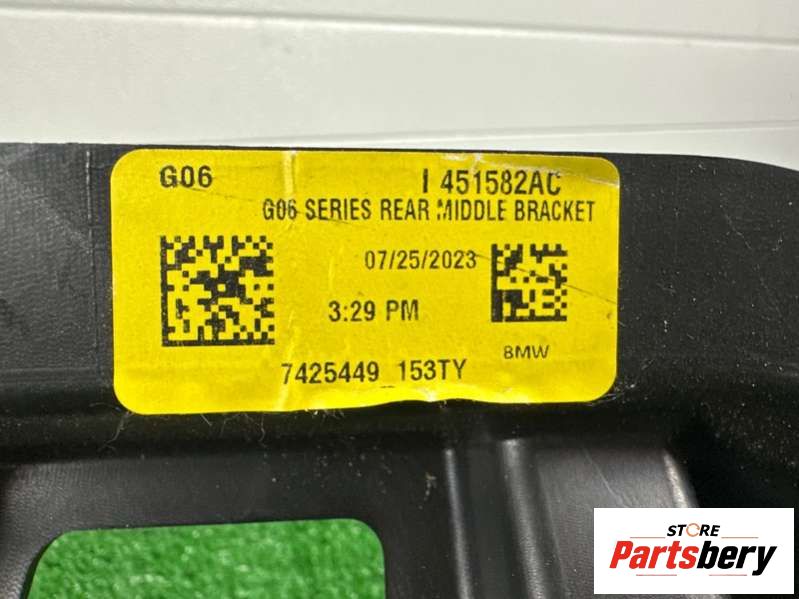 G06 I 451582AC
G06 SERIES REAR MIDDLE BRACKET
07/25/2023
3:29 PM
BMW
7425449 153TY
STORE
Partsbery